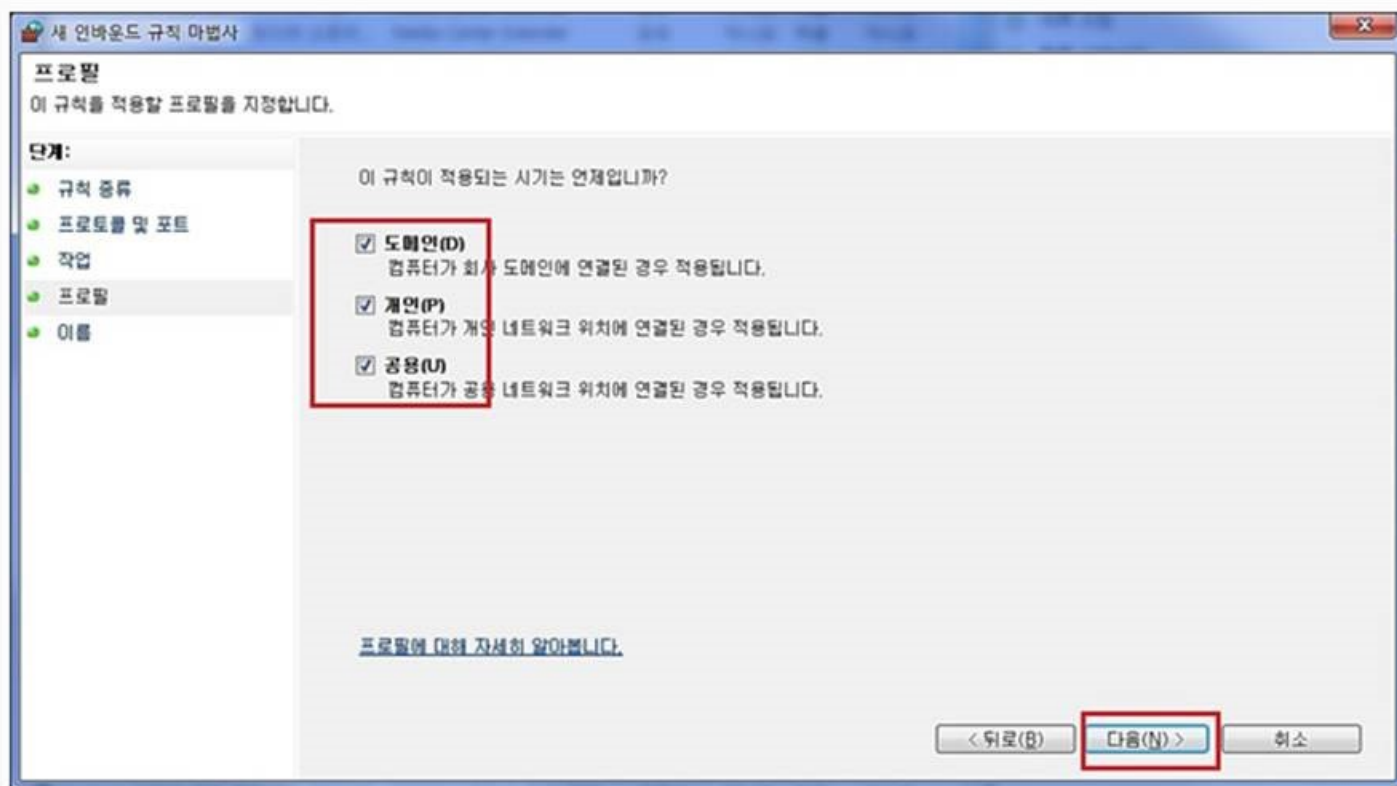 새 인바운드 규칙 마법사
프로필
이 규칙을 적용할 프로필을 지정합니다.
단계:
규칙 종류
프로토콜 및 포트
작업
프로필
이름
이 규칙이 적용되는 시기는 언제입니까?
도메인(D)
컴퓨터가 회사 도메인에 연결된 경우 적용됩니다.
개인(P)
컴퓨터가 개인 네트워크 위치에 연결된 경우 적용됩니다.
공용(U)
컴퓨터가 공용 네트워크 위치에 연결된 경우 적용됩니다.
프로필에 대해 자세히 알아봅니다.
< 뒤로(B) 다음(N) > 취소